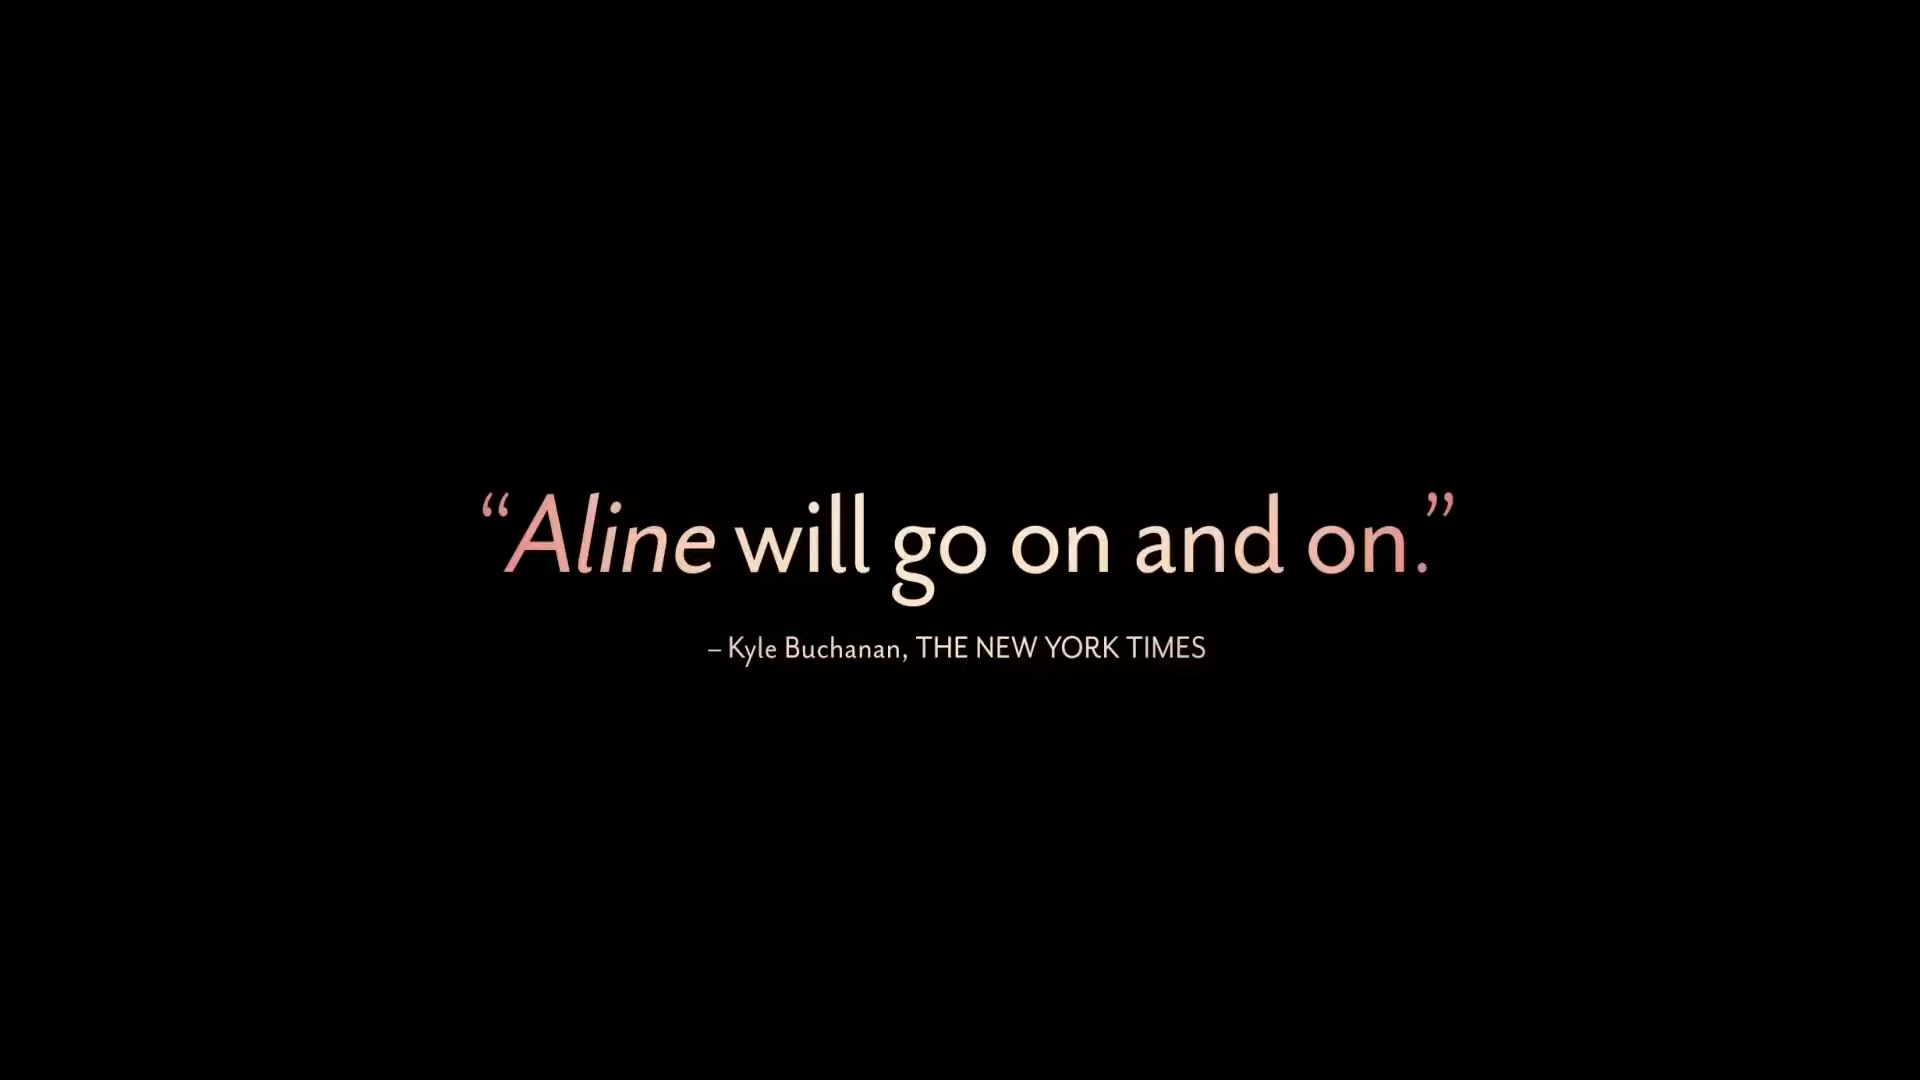 “Aline will go on and on.”
– Kyle Buchanan, THE NEW YORK TIMES